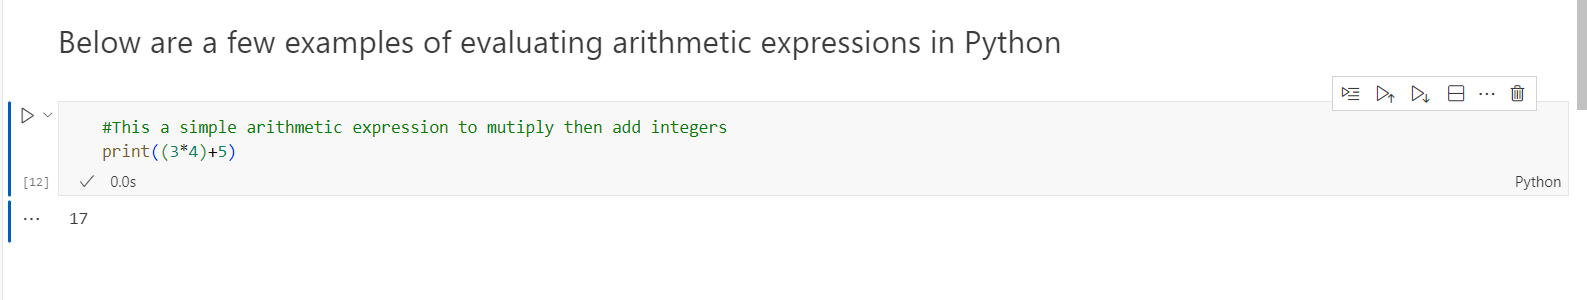 Below are a few examples of evaluating arithmetic expressions in Python
#This a simple arithmetic expression to mutiply then add integers
print((3*4)+5)
[12]
0.0s
Python
17